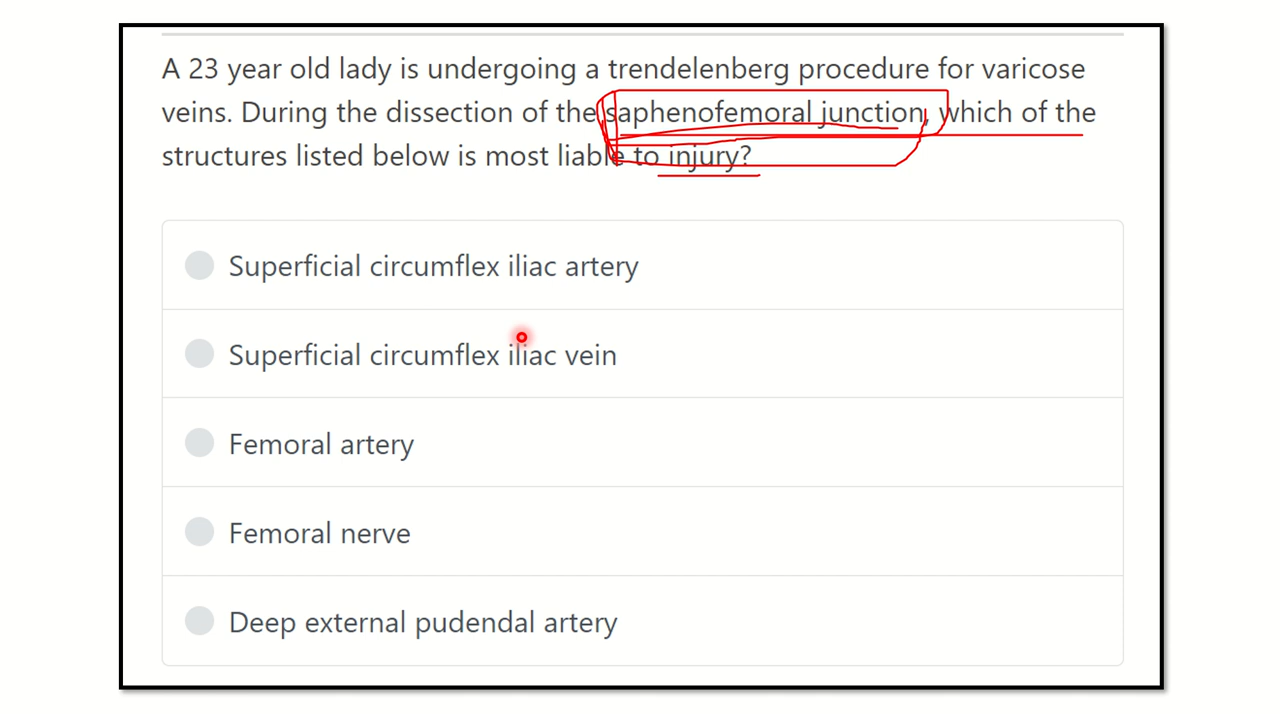 A 23 year old lady is undergoing a trendelenberg procedure for varicose
veins. During the dissection of the saphenofemoral junction, which of the
structures listed below is most liable to injury?
Superficial circumflex iliac artery
Superficial circumflex iliac vein
Femoral artery
Femoral nerve
Deep external pudendal artery